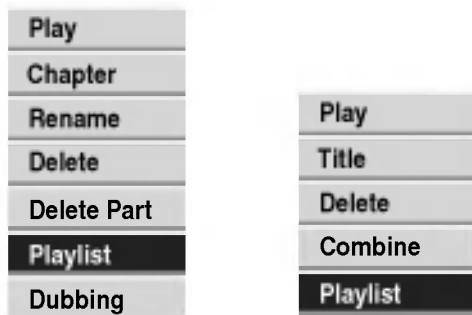 Play
Chapter
Rename
Delete
Delete Part
Playlist
Dubbing
Play
Title
Delete
Combine
Playlist